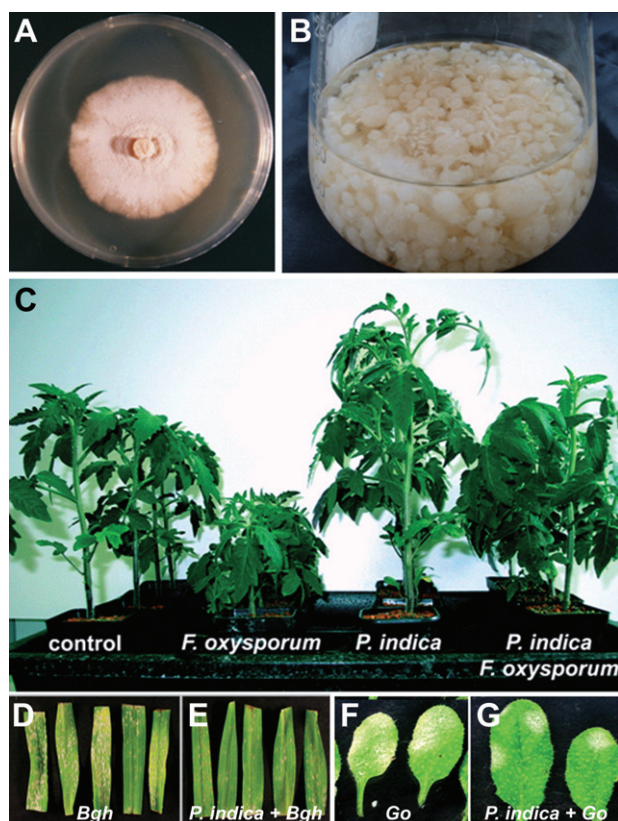 A
B
C
control
F. oxysporum
P. indica
P. indica
F. oxysporum
D
Bgh
E
P. indica + Bgh
F
Go
G
P. indica + Go